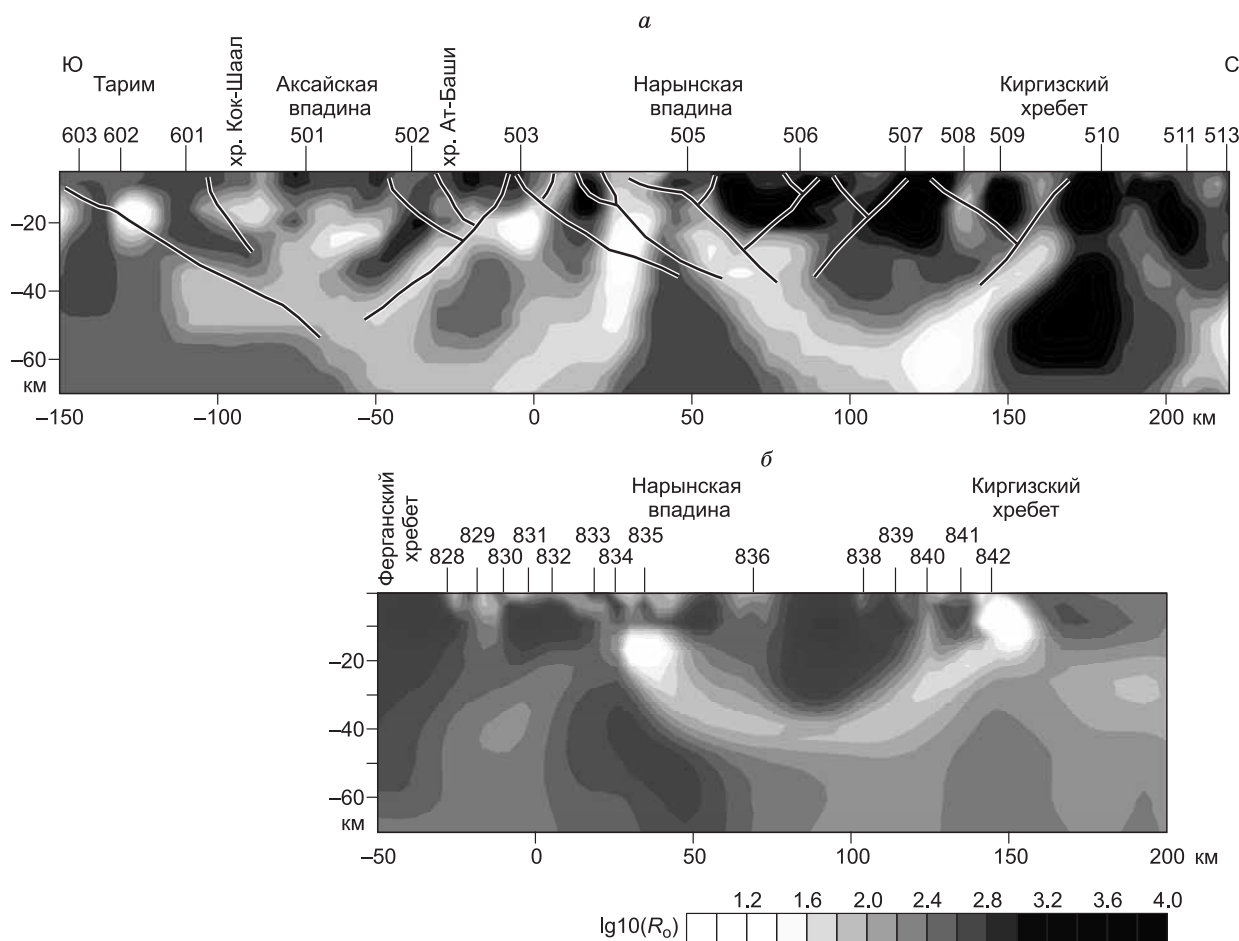 а
Ю
С
Тарим
хр. Кок-Шаал
Аксайская
впадина
хр. Ат-Баши
Нарынская
впадина
Киргизский
хребет
603 602 601 501 502 503 505 506 507 508 509 510 511 513
–20
–40
–60
км
–150 –100 –50 0 50 100 150 200 км
б
Ферганский
хребет
Нарынская
впадина
Киргизский
хребет
829 831 833 835 839 841
828 830 832 834 836 838 840 842
–20
–40
–60
км
–50 0 50 100 150 200 км
1.2 1.6 2.0 2.4 2.8 3.2 3.6 4.0
lg10(Ro)